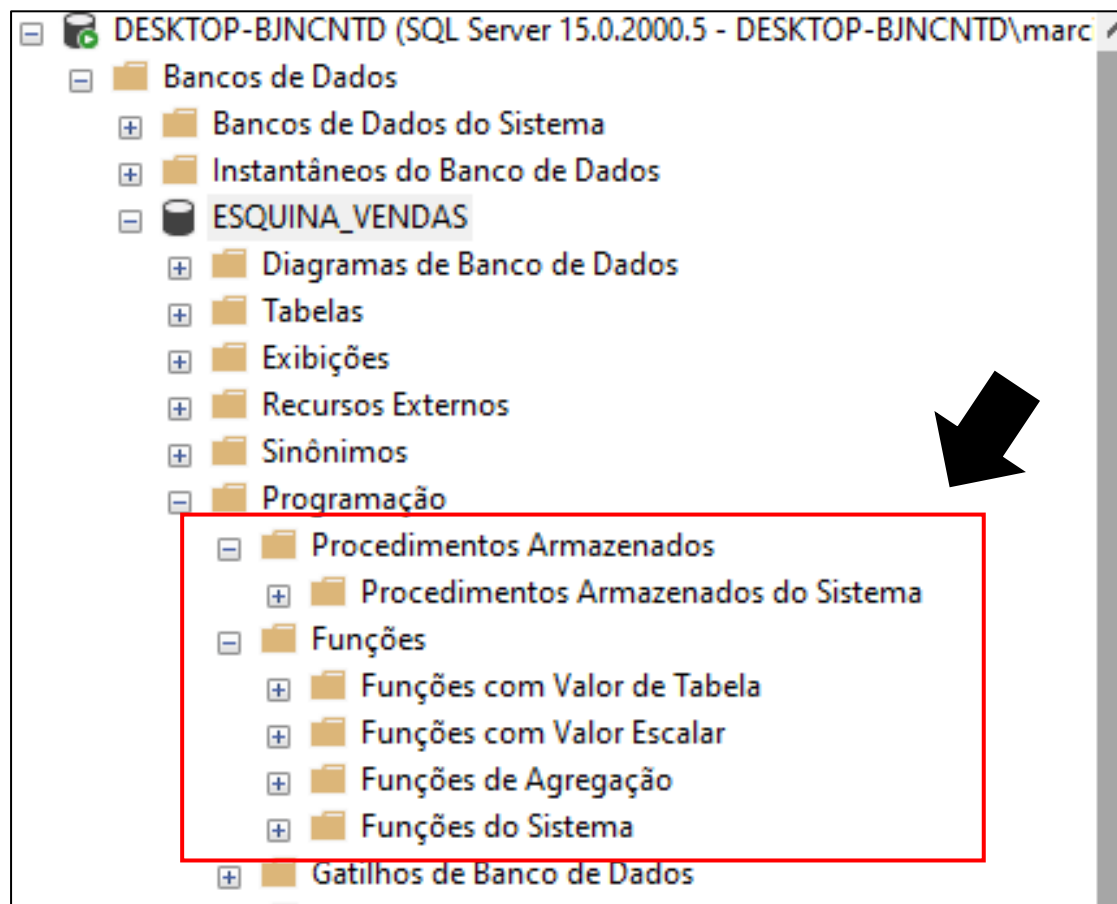 DESKTOP-BJNCNTD (SQL Server 15.0.2000.5 - DESKTOP-BJNCNTD\marc
Bancos de Dados
Bancos de Dados do Sistema
Instantâneos do Banco de Dados
ESQUINA_VENDAS
Diagramas de Banco de Dados
Tabelas
Exibições
Recursos Externos
Sinônimos
Programação
Procedimentos Armazenados
Procedimentos Armazenados do Sistema
Funções
Funções com Valor de Tabela
Funções com Valor Escalar
Funções de Agregação
Funções do Sistema
Gatilhos de Banco de Dados